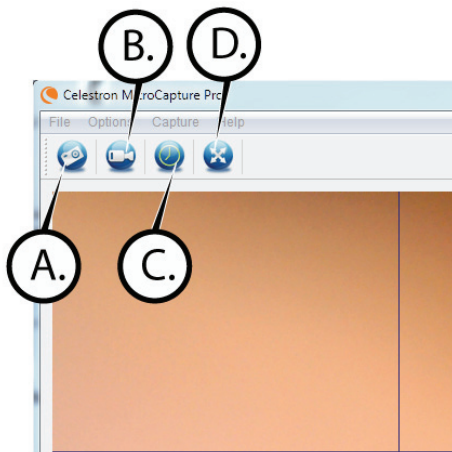 B. D.
Celestron MicroCapture Pro
File Options Capture Help
A. C.